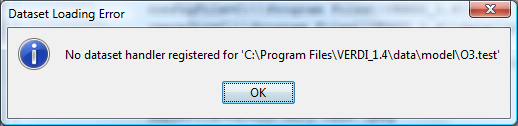 Dataset Loading Error
No dataset handler registered for 'C:\Program Files\VERDI_1.4\data\model\O3.test'
OK